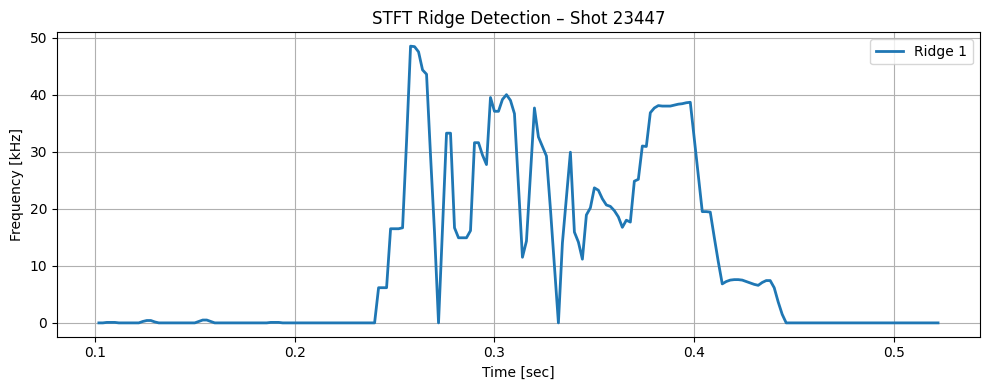 STFT Ridge Detection – Shot 23447
Ridge 1
Frequency [kHz]
50
40
30
20
10
0
0.1 0.2 0.3 0.4 0.5
Time [sec]